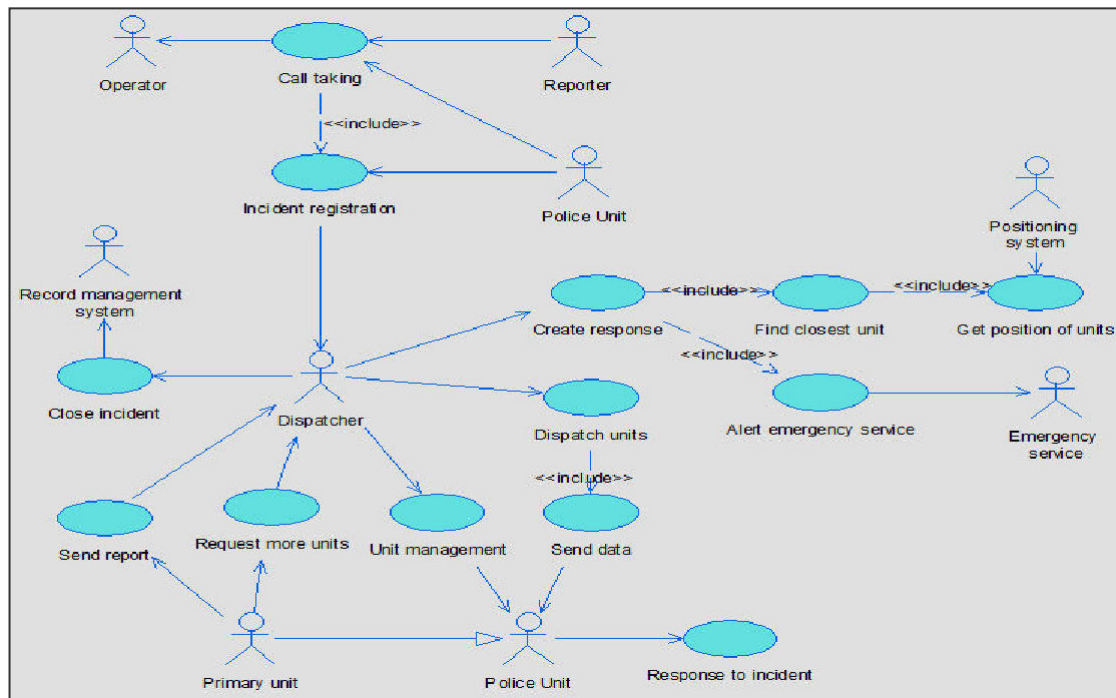 Operator
Call taking
Reporter
<<include>>
Incident registration
Police Unit
Positioning
system
Record management
system
<<include>>
<<include>>
Create response
Find closest unit
Get position of units
<<include>>
Close incident
Dispatcher
Dispatch units
Alert emergency service
Emergency
service
<<include>>
Send report
Request more units
Unit management
Send data
Primary unit
Police Unit
Response to incident